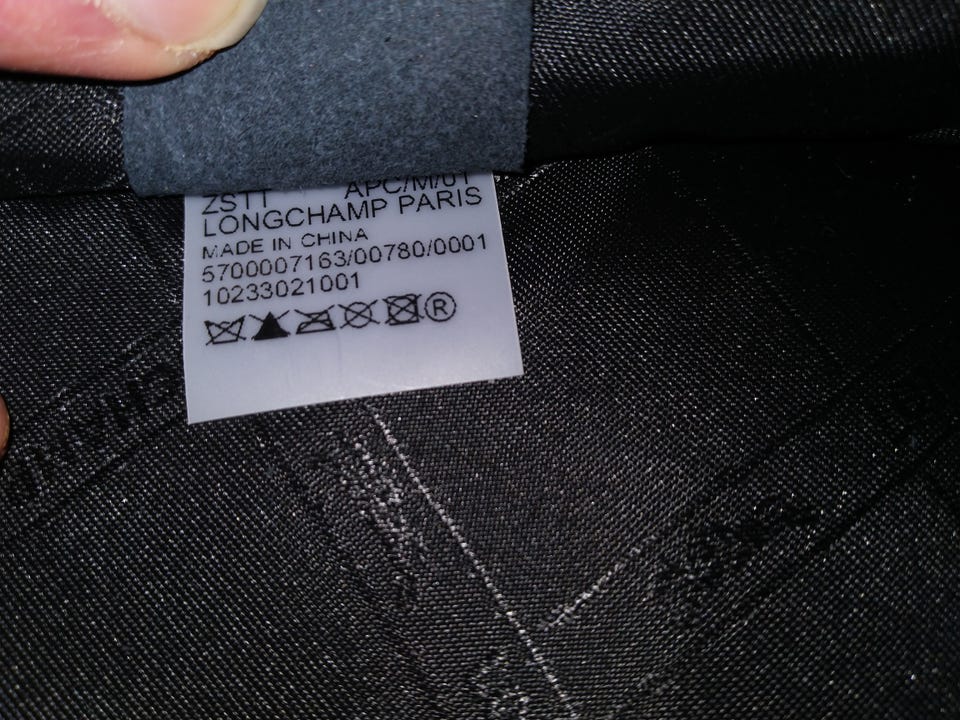 ZSTT APC/M/01
LONGCHAMP PARIS
MADE IN CHINA
5700007163/00780/0001
10233021001
®